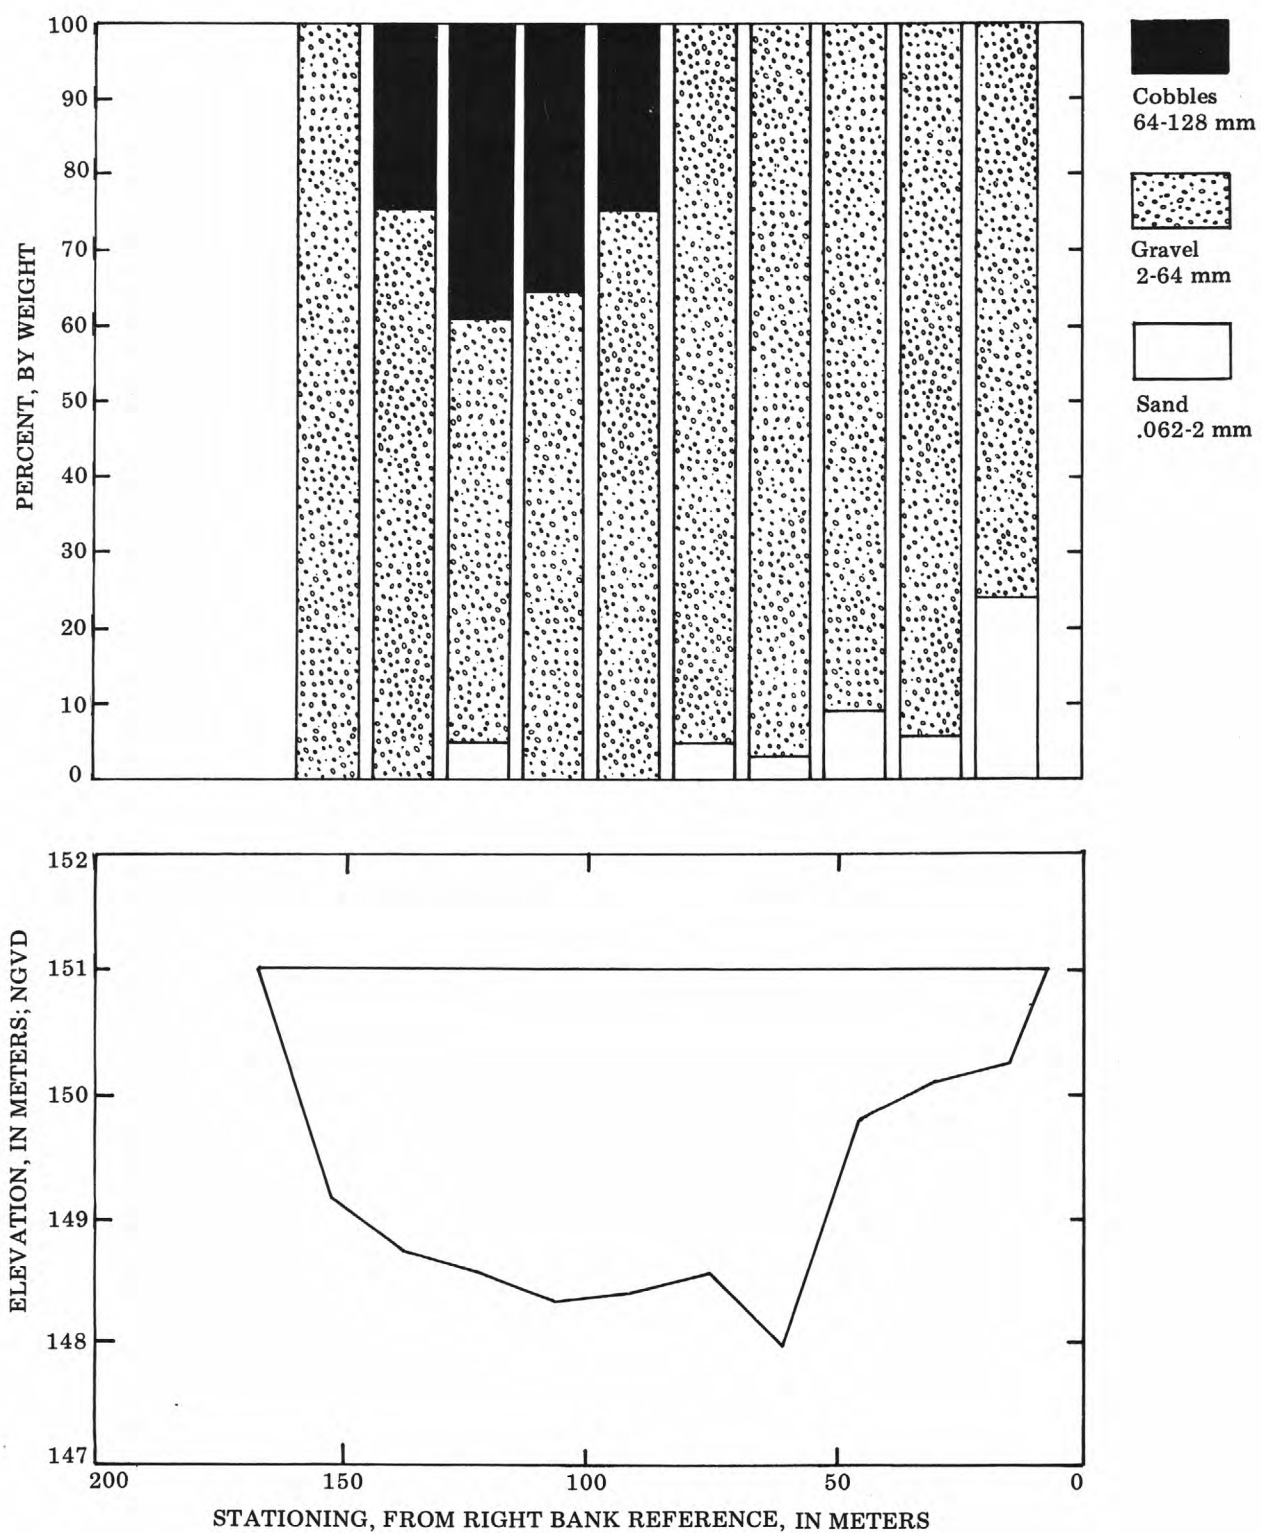 100
90
80
70
60
50
40
30
20
10
0
PERCENT, BY WEIGHT
Cobbles
64-128 mm
Gravel
2-64 mm
Sand
.062-2 mm
152
151
150
149
148
147
ELEVATION, IN METERS; NGVD
200 150 100 50 0
STATIONING, FROM RIGHT BANK REFERENCE, IN METERS